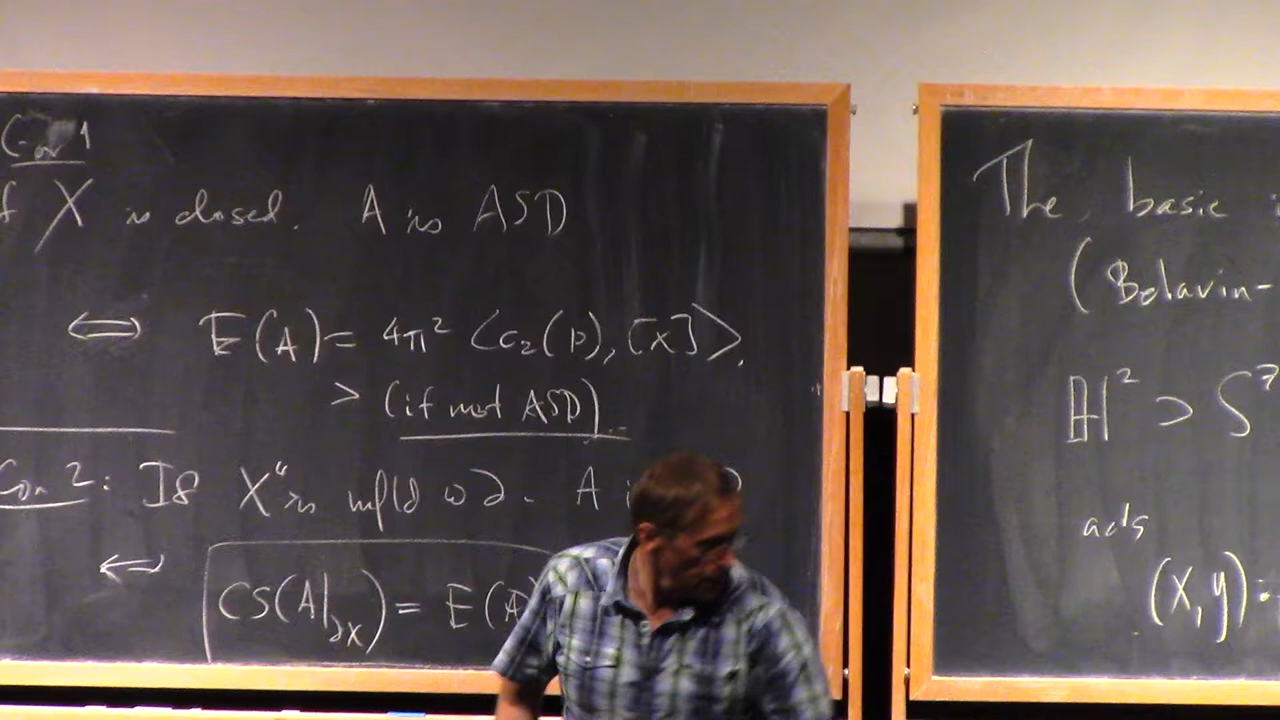 Cor 1
f X is closed. A is ASD
⟺ E(A) = 4π² ⟨c₂(P), [X]⟩.
> (if not ASD).
Cor 2: If X⁴ is mfld w ∂. A
⟸ CS(A|∂X) = E(A
The basic
(Belavin-
ℍ² ⊃ S⁷
acts
(x, y)·